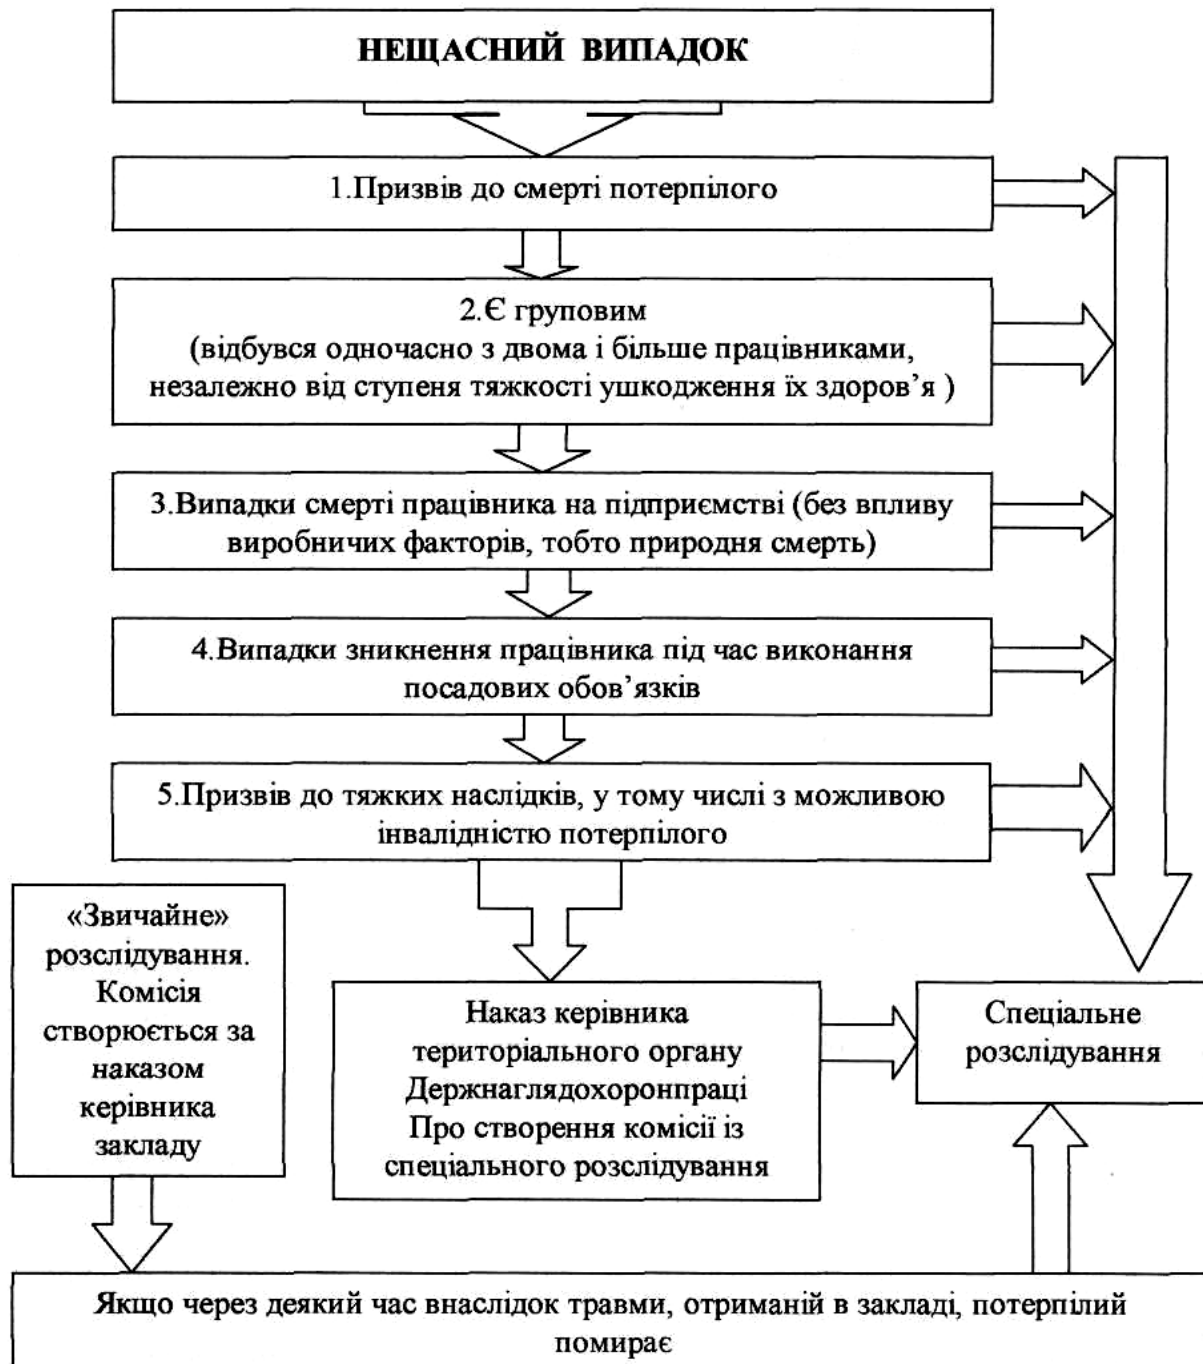 НЕЩАСНИЙ ВИПАДОК
1.Призвів до смерті потерпілого
2.Є груповим
(відбувся одночасно з двома і більше працівниками,
незалежно від ступеня тяжкості ушкодження їх здоров’я )
3.Випадки смерті працівника на підприємстві (без впливу
виробничих факторів, тобто природня смерть)
4.Випадки зникнення працівника під час виконання
посадових обов’язків
5.Призвів до тяжких наслідків, у тому числі з можливою
інвалідністю потерпілого
«Звичайне»
розслідування.
Комісія
створюється за
наказом
керівника
закладу
Наказ керівника
територіального органу
Держнаглядохоронпраці
Про створення комісії із
спеціального розслідування
Спеціальне
розслідування
Якщо через деякий час внаслідок травми, отриманій в закладі, потерпілий
помирає